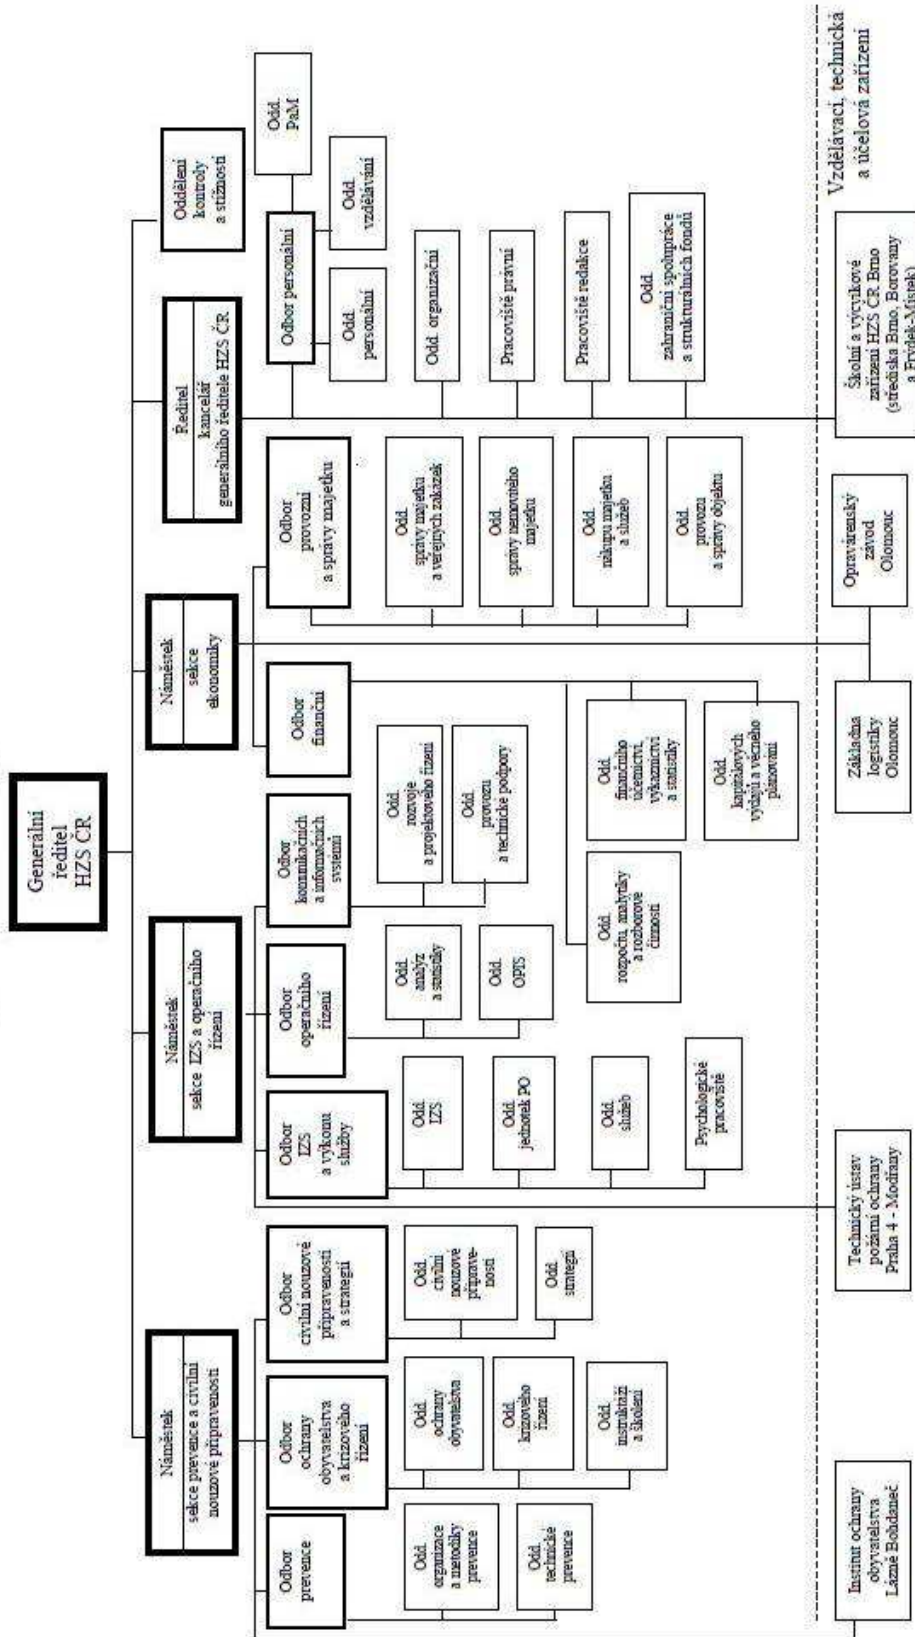 Generální
ředitel
HZS ČR
Náměstek
sekce prevence a civilní
nouzové připravenosti
Náměstek
sekce IZS a operačního
řízení
Náměstek
sekce
ekonomiky
Ředitel
kancelář
generálního ředitele HZS ČR
Oddělení
kontroly
a stížností
Odbor
prevence
Odd.
organizace
a metodiky
prevence
Odd.
technické
prevence
Odbor
ochrany
obyvatelstva
a krizového
řízení
Odd.
ochrany
obyvatelstva
Odd.
krizového
řízení
Odd.
instruktáží
a školení
Odbor
civilní nouzové
připravenosti
a strategií
Odd.
civilní
nouzové
připrave-
nosti
Odd.
strategií
Odbor
IZS
a výkonu
služby
Odd.
IZS
Odd.
jednotek PO
Odd.
služeb
Psychologické
pracoviště
Odbor
operačního
řízení
Odd.
analýz
a statistiky
Odd.
OPIS
Odbor
komunikačních
a informačních
systémů
Odd.
rozvoje
a projektového řízení
Odd.
provozu
a technické podpory
Odbor
finanční
Odd.
rozpočtu, analytiky
a rozborové
činnosti
Odd.
finančního
účetnictví,
výkaznictví
a statistiky
Odd.
kapitálových
výdajů a věcného
plánování
Odbor
provozní
a správy majetku
Odd.
správy majetku
a veřejných zakázek
Odd.
správy nemovitého
majetku
Odd.
nákupu majetku
a služeb
Odd.
provozu
a správy objektu
Odbor personální
Odd.
PaM
Odd.
personální
Odd.
vzdělávání
Odd. organizační
Pracoviště právní
Pracoviště redakce
Odd.
zahraniční spolupráce
a strukturálních fondů
Vzdělávací, technická
a účelová zařízení
Institut ochrany
obyvatelstva
Lázně Bohdaneč
Technický ústav
požární ochrany
Praha 4 - Modřany
Základna
logistiky
Olomouc
Opravárenský
závod
Olomouc
Školní a výcvikové
zařízení HZS ČR Brno
(střediska Brno, Borovany
a Frýdek-Místek)